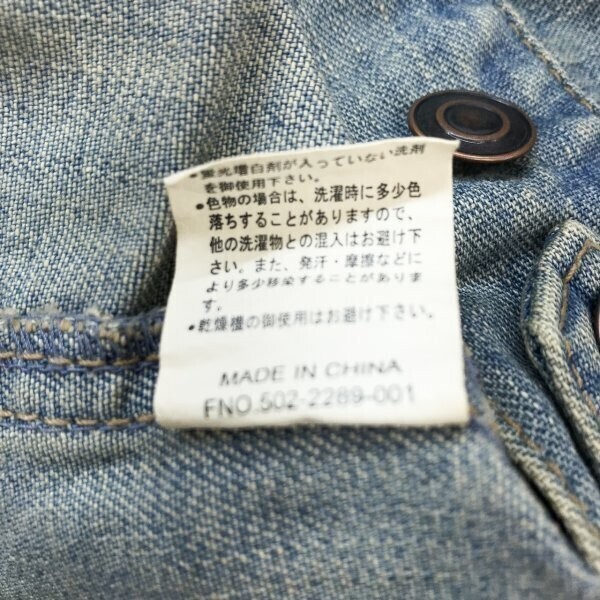 ●蛍光増白剤が入っていない洗剤
を御使用下さい。
●色物の場合は、洗濯時に多少色
落ちすることがありますので、
他の洗濯物との混入はお避け下
さい。また、発汗・摩擦などに
より多少移染することがあります
す。
●乾燥機の御使用はお避け下さい。
MADE IN CHINA
FNO.502-2289-001